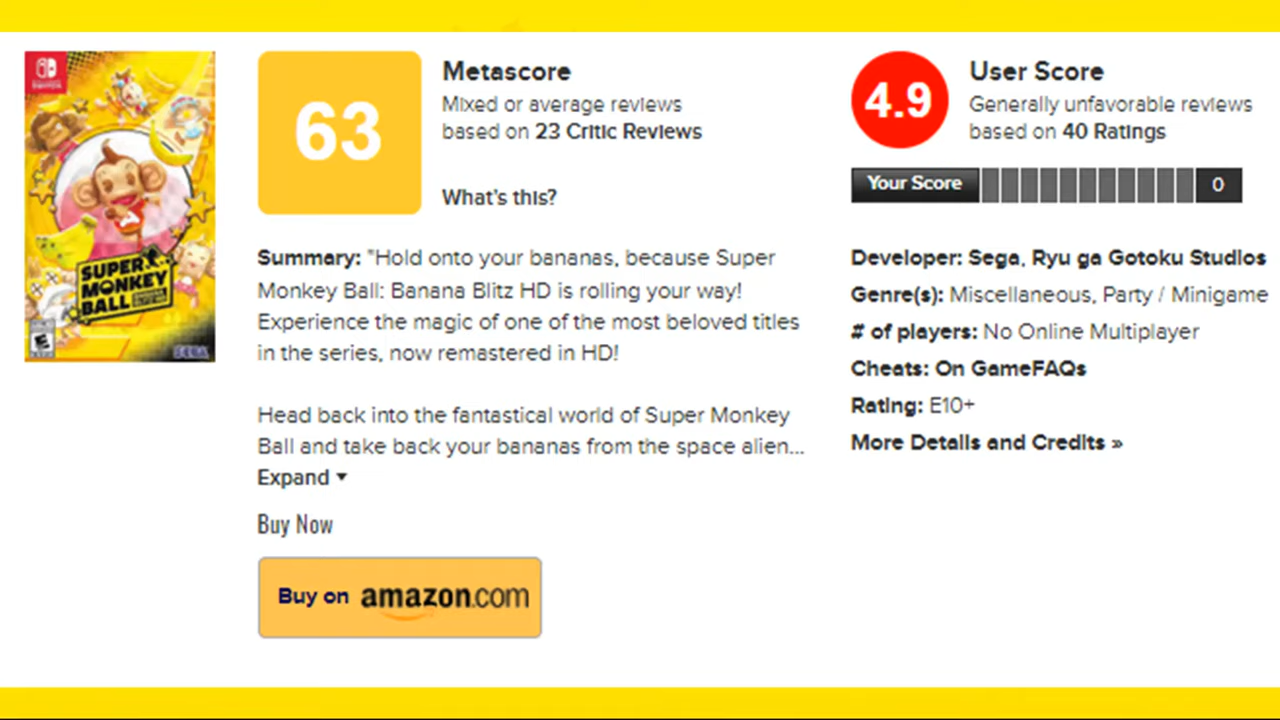 SUPER
MONKEY
BALL
SEGA
63
Metascore
Mixed or average reviews
based on 23 Critic Reviews
What's this?
4.9
User Score
Generally unfavorable reviews
based on 40 Ratings
Your Score
0
Summary: "Hold onto your bananas, because Super
Monkey Ball: Banana Blitz HD is rolling your way!
Experience the magic of one of the most beloved titles
in the series, now remastered in HD!
Head back into the fantastical world of Super Monkey
Ball and take back your bananas from the space alien...
Expand
Buy Now
Buy on amazon.com
Developer: Sega, Ryu ga Gotoku Studios
Genre(s): Miscellaneous, Party / Minigame
# of players: No Online Multiplayer
Cheats: On GameFAQs
Rating: E10+
More Details and Credits »